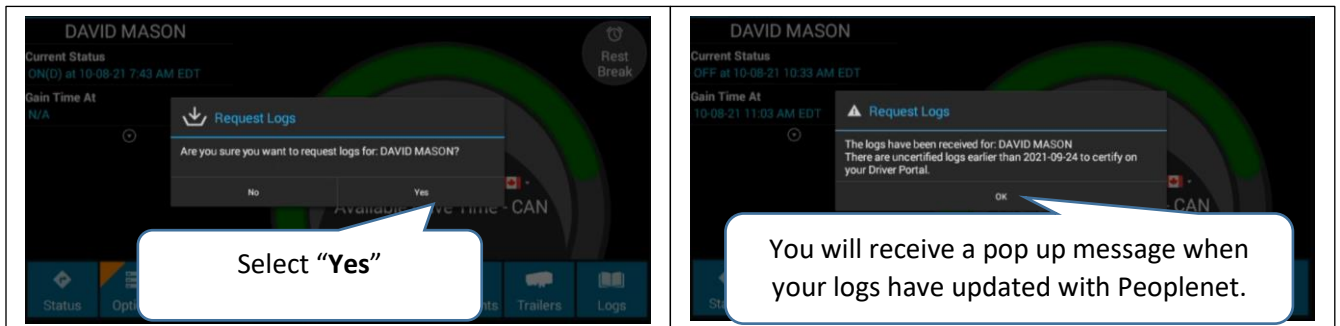 DAVID MASON
Current Status
ON(D) at 10-08-21 7:43 AM EDT
Gain Time At
N/A
Rest
Break
Request Logs
Are you sure you want to request logs for: DAVID MASON?
No Yes
- CAN
Select “Yes”
Status
Trailers
Logs
DAVID MASON
Current Status
OFF at 10-08-21 10:33 AM EDT
Gain Time At
10-08-21 11:03 AM EDT
Request Logs
The logs have been received for: DAVID MASON
There are uncertified logs earlier than 2021-09-24 to certify on
your Driver Portal.
OK
- CAN
You will receive a pop up message when
your logs have updated with Peoplenet.